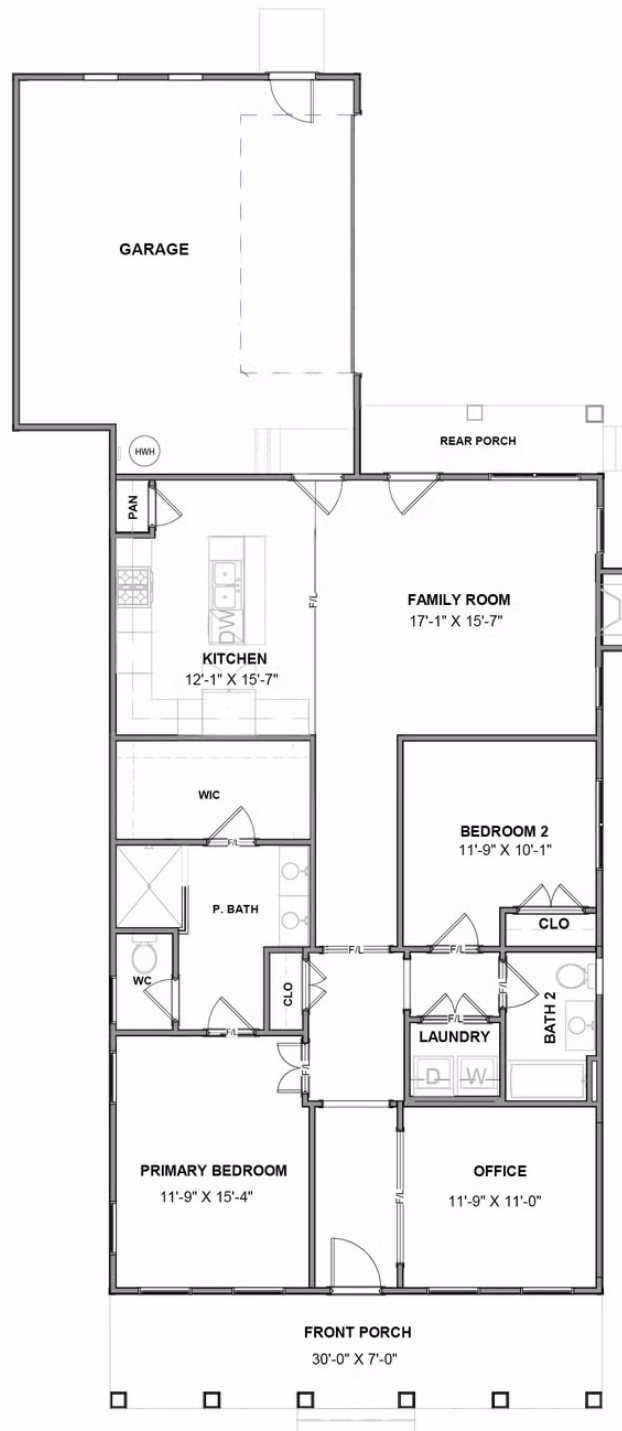 GARAGE
HWH
REAR PORCH
PAN
F/L
FAMILY ROOM
17'-1" X 15'-7"
DW
KITCHEN
12'-1" X 15'-7"
WIC
F/L
BEDROOM 2
11'-9" X 10'-1"
P. BATH
CLO
F/L
F/L
WC
CLO
F/L
BATH 2
F/L
F/L
LAUNDRY
D
W
F/L
PRIMARY BEDROOM
11'-9" X 15'-4"
F/L
OFFICE
11'-9" X 11'-0"
FRONT PORCH
30'-0" X 7'-0"